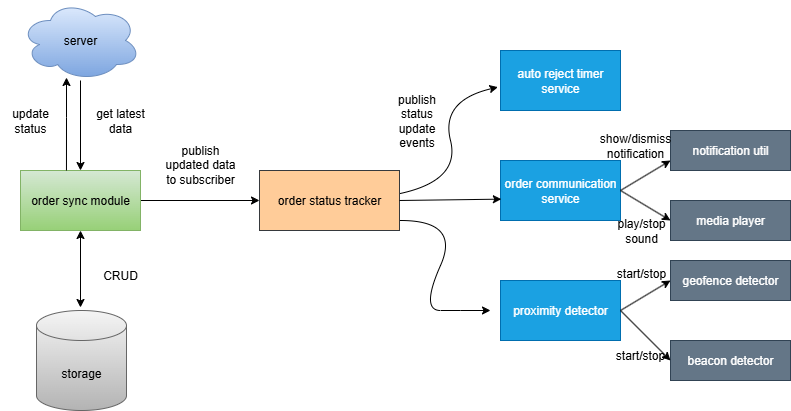 server
update
status
get latest
data
order sync module
CRUD
storage
publish
updated data
to subscriber
order status tracker
publish
status
update
events
auto reject timer
service
order communication
service
show/dismiss
notification
notification util
play/stop
sound
media player
proximity detector
start/stop
geofence detector
start/stop
beacon detector